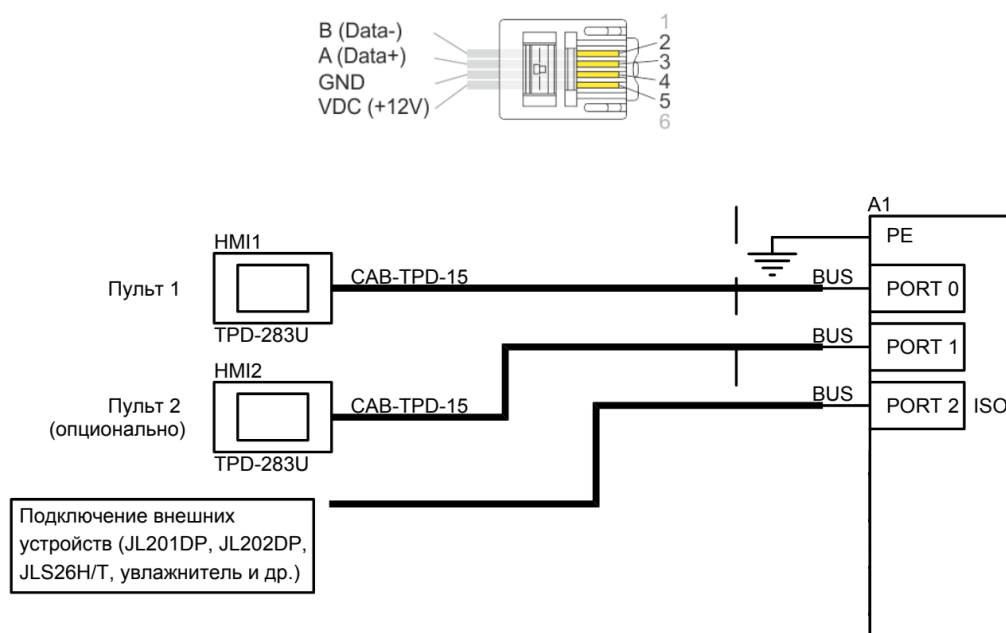 B (Data-)
A (Data+)
GND
VDC (+12V)
1
2
3
4
5
6
A1
PE
HMI1
Пульт 1
CAB-TPD-15
BUS
PORT 0
TPD-283U
BUS
PORT 1
HMI2
Пульт 2
(опционально)
CAB-TPD-15
BUS
PORT 2
ISO
TPD-283U
Подключение внешних
устройств (JL201DP, JL202DP,
JLS26H/T, увлажнитель и др.)